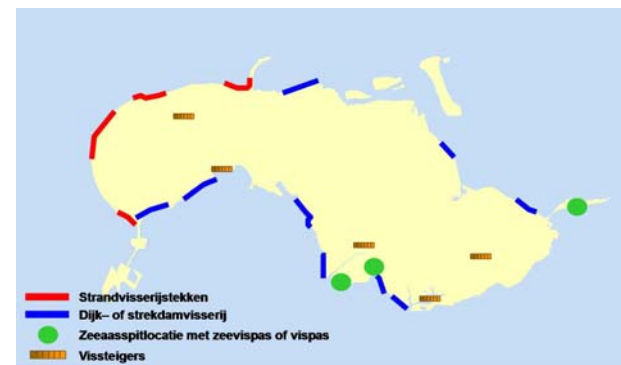 Strandvisserijstekken
Dijk– of strekdamvisserij
Zeeaasspitlocatie met zeevispas of vispas
Vissteigers